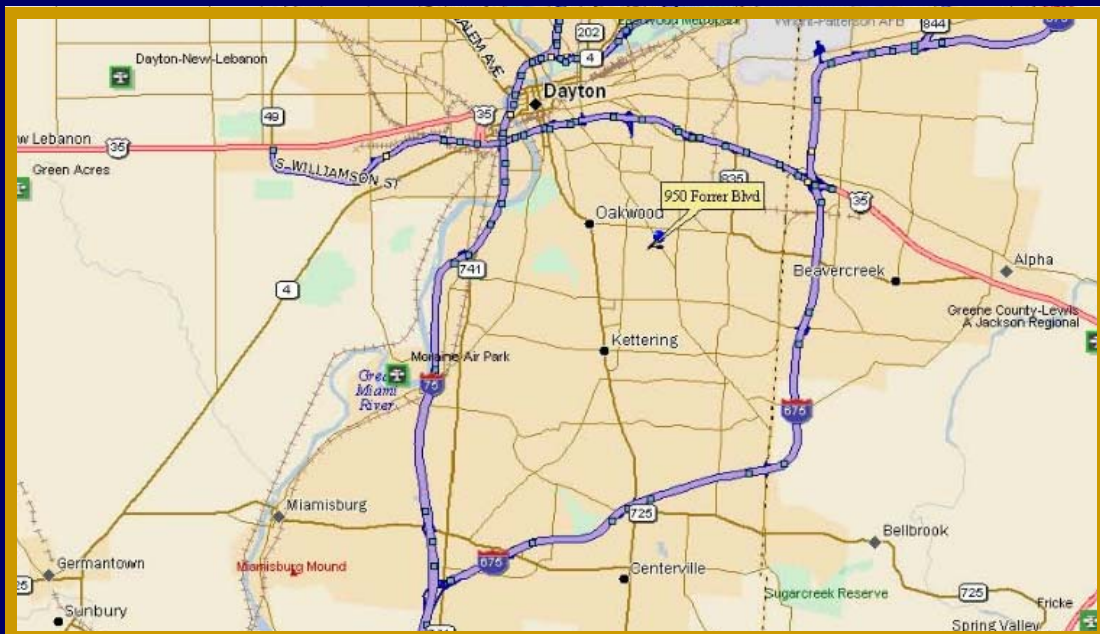 202
844
SALEM AVE.
4
Dayton-New-Lebanon
Dayton
49
35
Lebanon
35
Green Acres
S-WILLIAMSON ST
835
950 Forrer Blvd
35
Oakwood
741
Alpha
Beavercreek
4
Greene County-Lewis
A Jackson Regional
Kettering
Moraine Air Park
75
Great
Miami
River
675
Miamisburg
725
Bellbrook
Germantown
675
Miamisburg Mound
Centerville
Sugarcreek Reserve
725
Fricke
Sunbury
Spring Valley